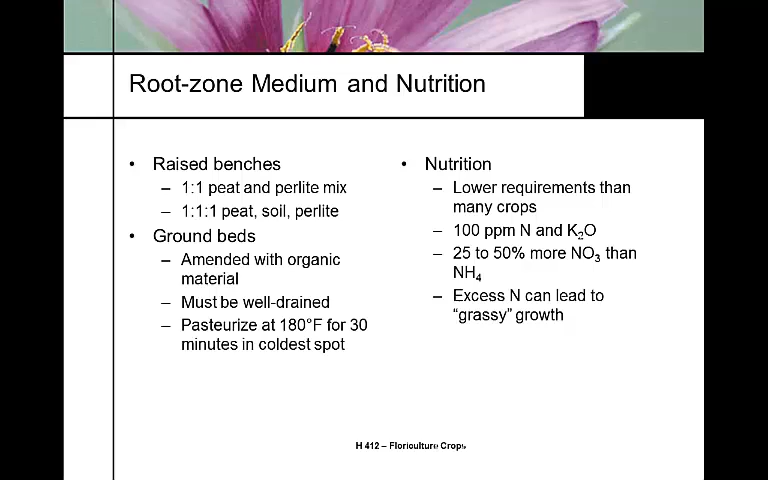 Root-zone Medium and Nutrition
• Raised benches
– 1:1 peat and perlite mix
– 1:1:1 peat, soil, perlite
• Ground beds
– Amended with organic
material
– Must be well-drained
– Pasteurize at 180°F for 30
minutes in coldest spot
• Nutrition
– Lower requirements than
many crops
– 100 ppm N and K₂O
– 25 to 50% more NO₃ than
NH₄
– Excess N can lead to
“grassy” growth
H 412 – Floriculture Crops